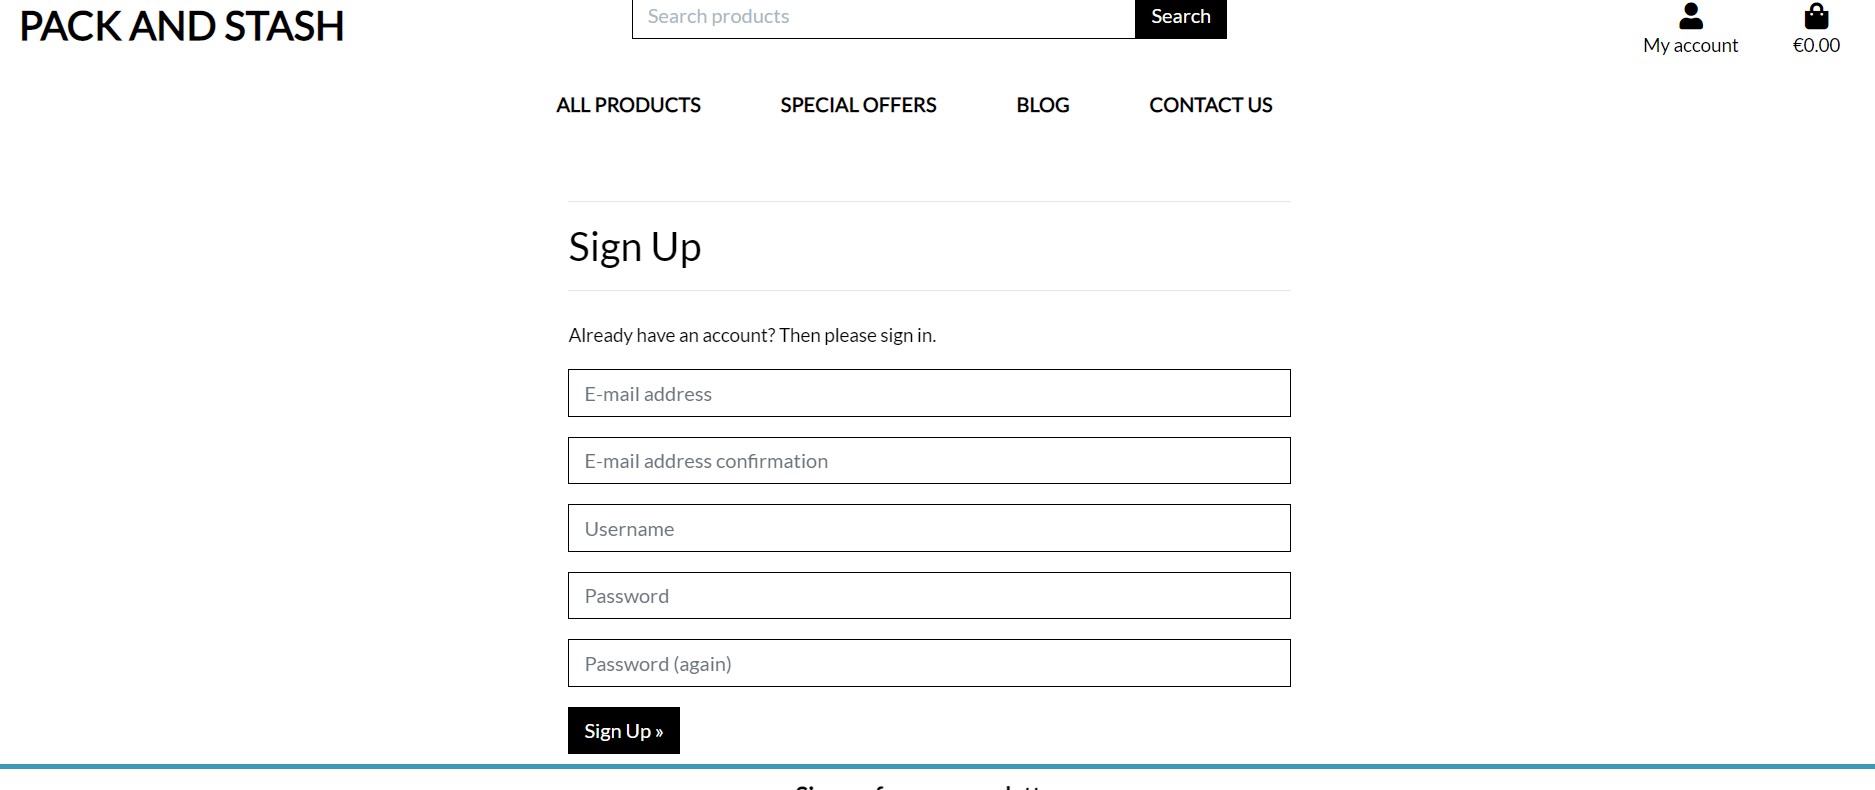 PACK AND STASH
Search products
Search
My account
€0.00
ALL PRODUCTS
SPECIAL OFFERS
BLOG
CONTACT US
Sign Up
Already have an account? Then please sign in.
E-mail address
E-mail address confirmation
Username
Password
Password (again)
Sign Up »